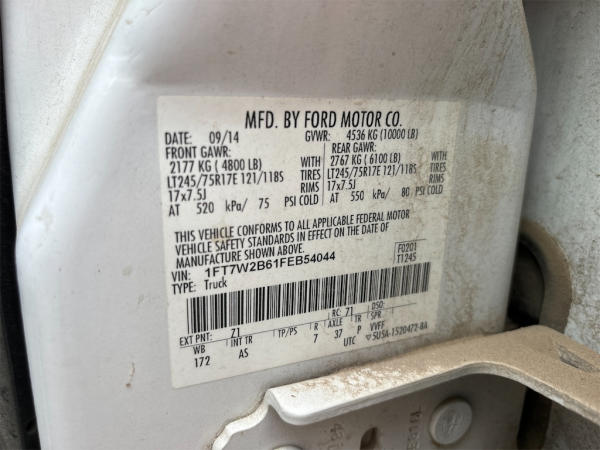 MFD. BY FORD MOTOR CO.
DATE: 09/14 GVWR: 4536 KG (10000 LB)
FRONT GAWR: REAR GAWR:
2177 KG ( 4800 LB) WITH 2767 KG ( 6100 LB) WITH
LT245/75R17E 121/118S TIRES LT245/75R17E 121/118S TIRES
17x7.5J RIMS 17x7.5J RIMS
AT 520 kPa/ 75 PSI COLD AT 550 kPa/ 80 PSI COLD
THIS VEHICLE CONFORMS TO ALL APPLICABLE FEDERAL MOTOR
VEHICLE SAFETY STANDARDS IN EFFECT ON THE DATE OF
MANUFACTURE SHOWN ABOVE.
VIN: 1FT7W2B61FEB54044 F0201
TYPE: Truck T1245
EXT PNT: 71 RC: 71 DSO:
WB INT TR TP/PS R AXLE TR SPR
172 AS 7 37 P VVFF
UTC ▽5U5A-1520472-BA